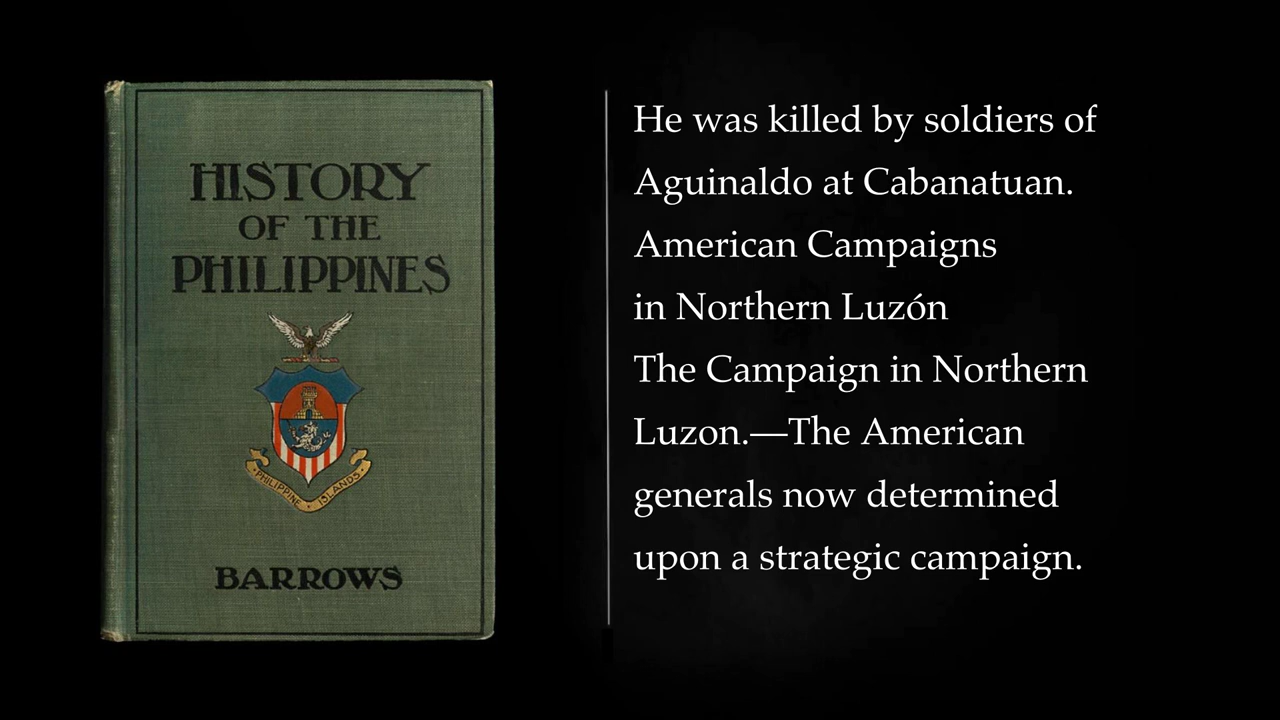 HISTORY
OF THE
PHILIPPINES
PHILIPPINE ISLANDS
BARROWS
He was killed by soldiers of
Aguinaldo at Cabanatuan.
American Campaigns
in Northern Luzón
The Campaign in Northern
Luzon.—The American
generals now determined
upon a strategic campaign.